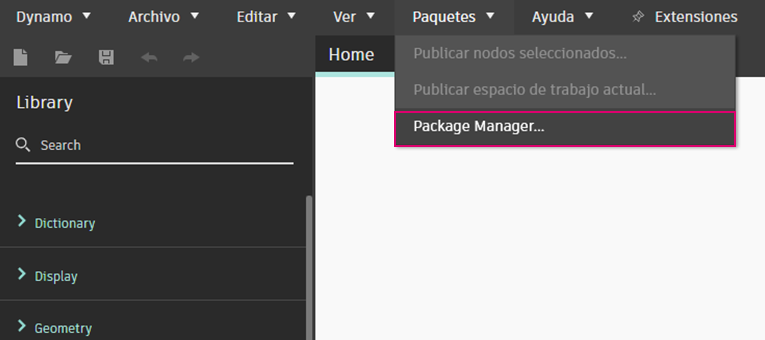 Dynamo Archivo Editar Ver Paquetes Ayuda Extensiones
Home
Publicar nodos seleccionados...
Publicar espacio de trabajo actual...
Package Manager...
Library
Search
Dictionary
Display
Geometry